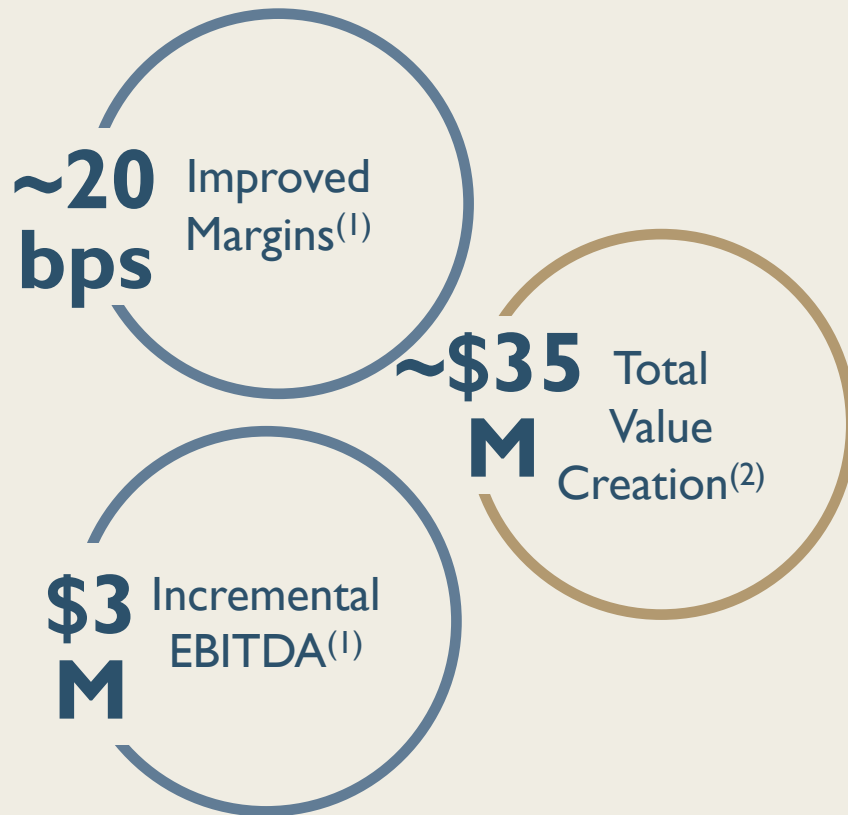 ~20
bps
Improved
Margins(1)
~$35
M
Total
Value
Creation(2)
$3
M
Incremental
EBITDA(1)